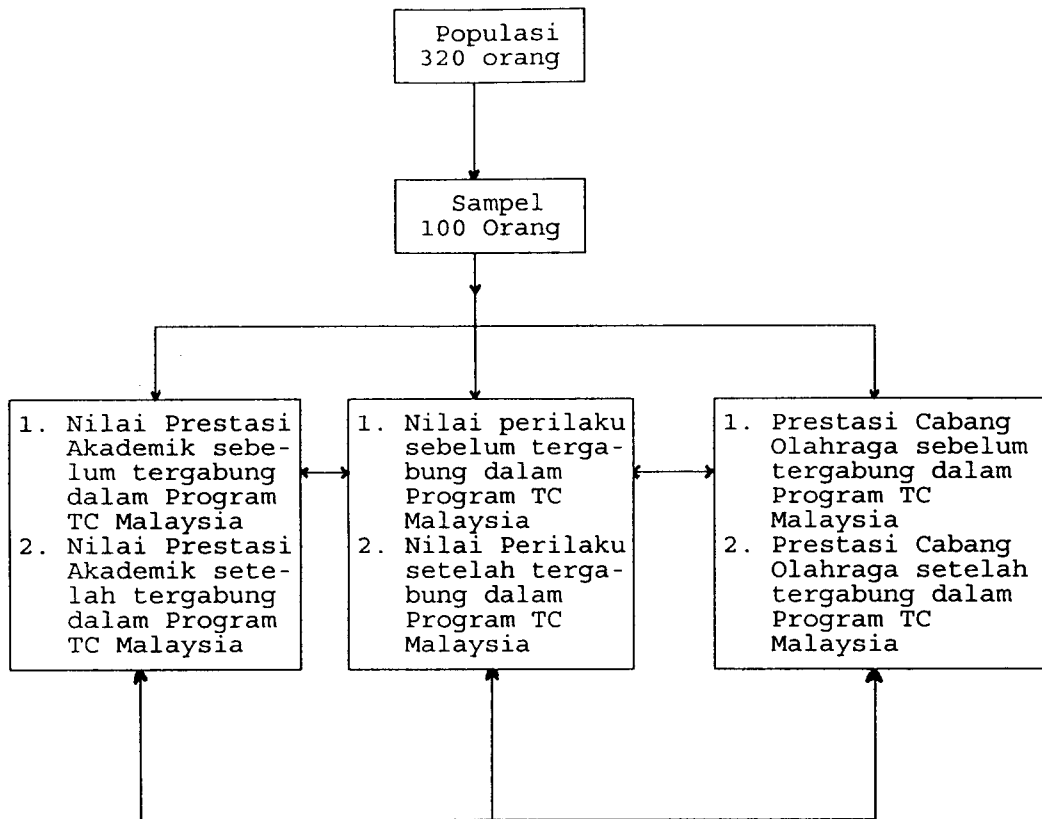 Populasi
320 orang
Sampel
100 Orang
1. Nilai Prestasi
Akademik sebe-
lum tergabung
dalam Program
TC Malaysia
2. Nilai Prestasi
Akademik sete-
lah tergabung
dalam Program
TC Malaysia
1. Nilai perilaku
sebelum terga-
bung dalam
Program TC
Malaysia
2. Nilai Perilaku
setelah terga-
bung dalam
Program TC
Malaysia
1. Prestasi Cabang
Olahraga sebelum
tergabung dalam
Program TC
Malaysia
2. Prestasi Cabang
Olahraga setelah
tergabung dalam
Program TC
Malaysia